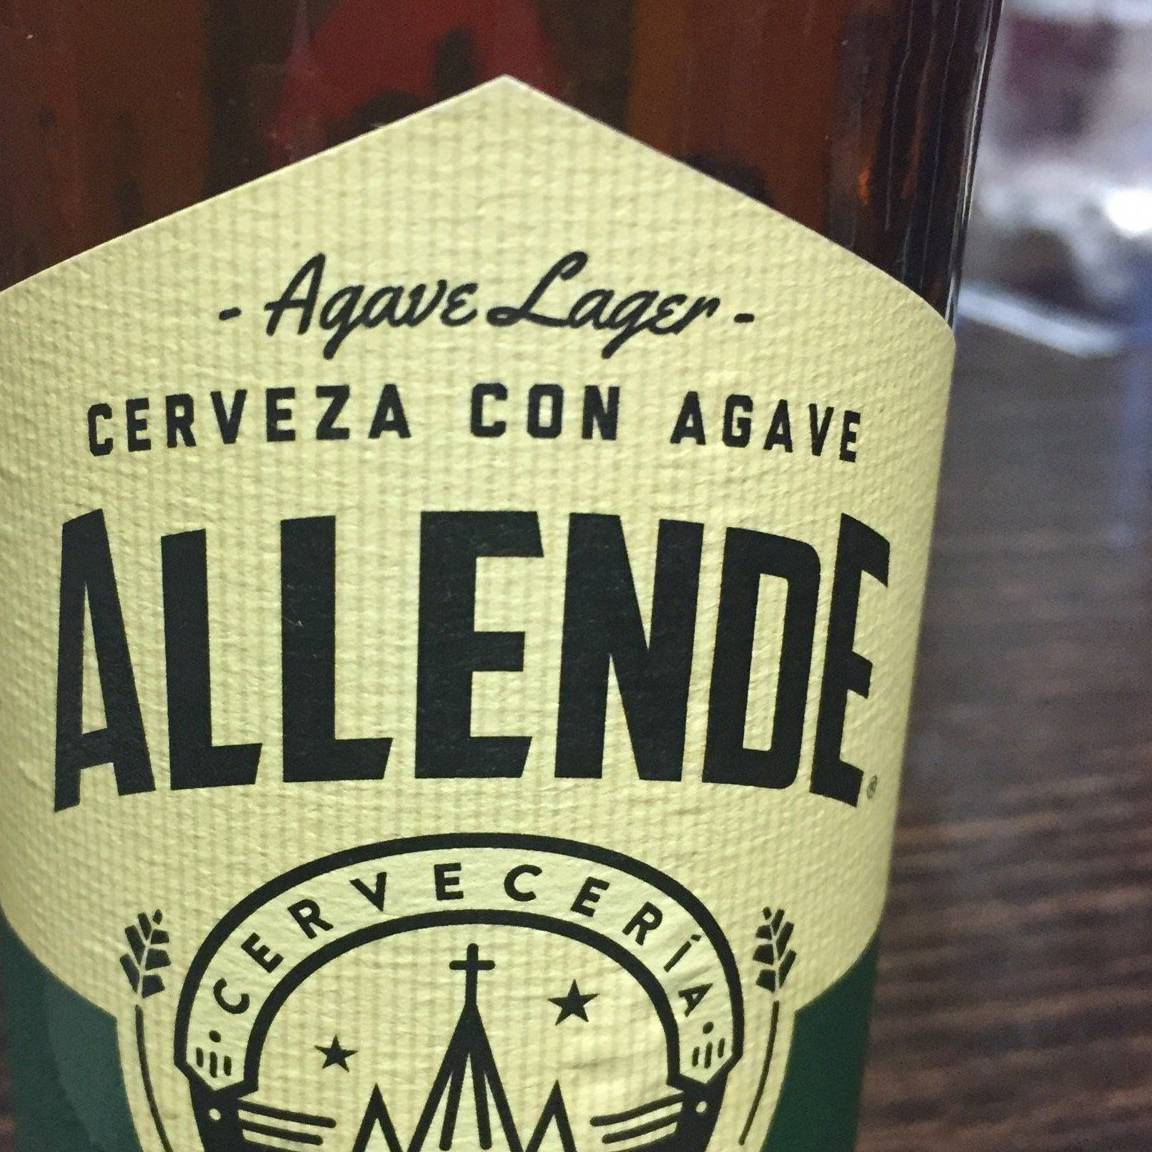 - Agave Lager -
CERVEZA CON AGAVE
ALLENDE®
·CERVECERÍA·